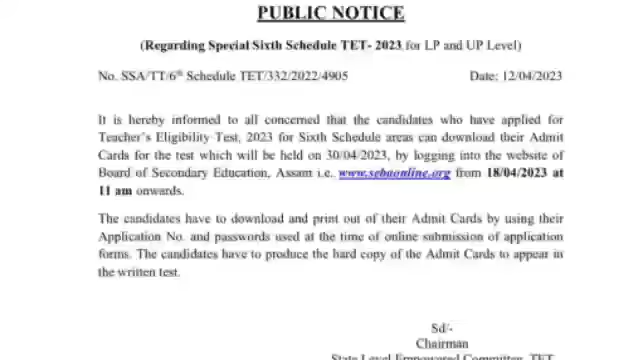 PUBLIC NOTICE
(Regarding Special Sixth Schedule TET- 2023 for LP and UP Level)
No. SSA/TT/6th Schedule TET/332/2022/4905 Date: 12/04/2023
It is hereby informed to all concerned that the candidates who have applied for
Teacher's Eligibility Test, 2023 for Sixth Schedule areas can download their Admit
Cards for the test which will be held on 30/04/2023, by logging into the website of
Board of Secondary Education, Assam i.e. www.sebaonline.org from 18/04/2023 at
11 am onwards.
The candidates have to download and print out of their Admit Cards by using their
Application No. and passwords used at the time of online submission of application
forms. The candidates have to produce the hard copy of the Admit Cards to appear in
the written test.
Sd/-
Chairman
State Level Empowered Committee, TET